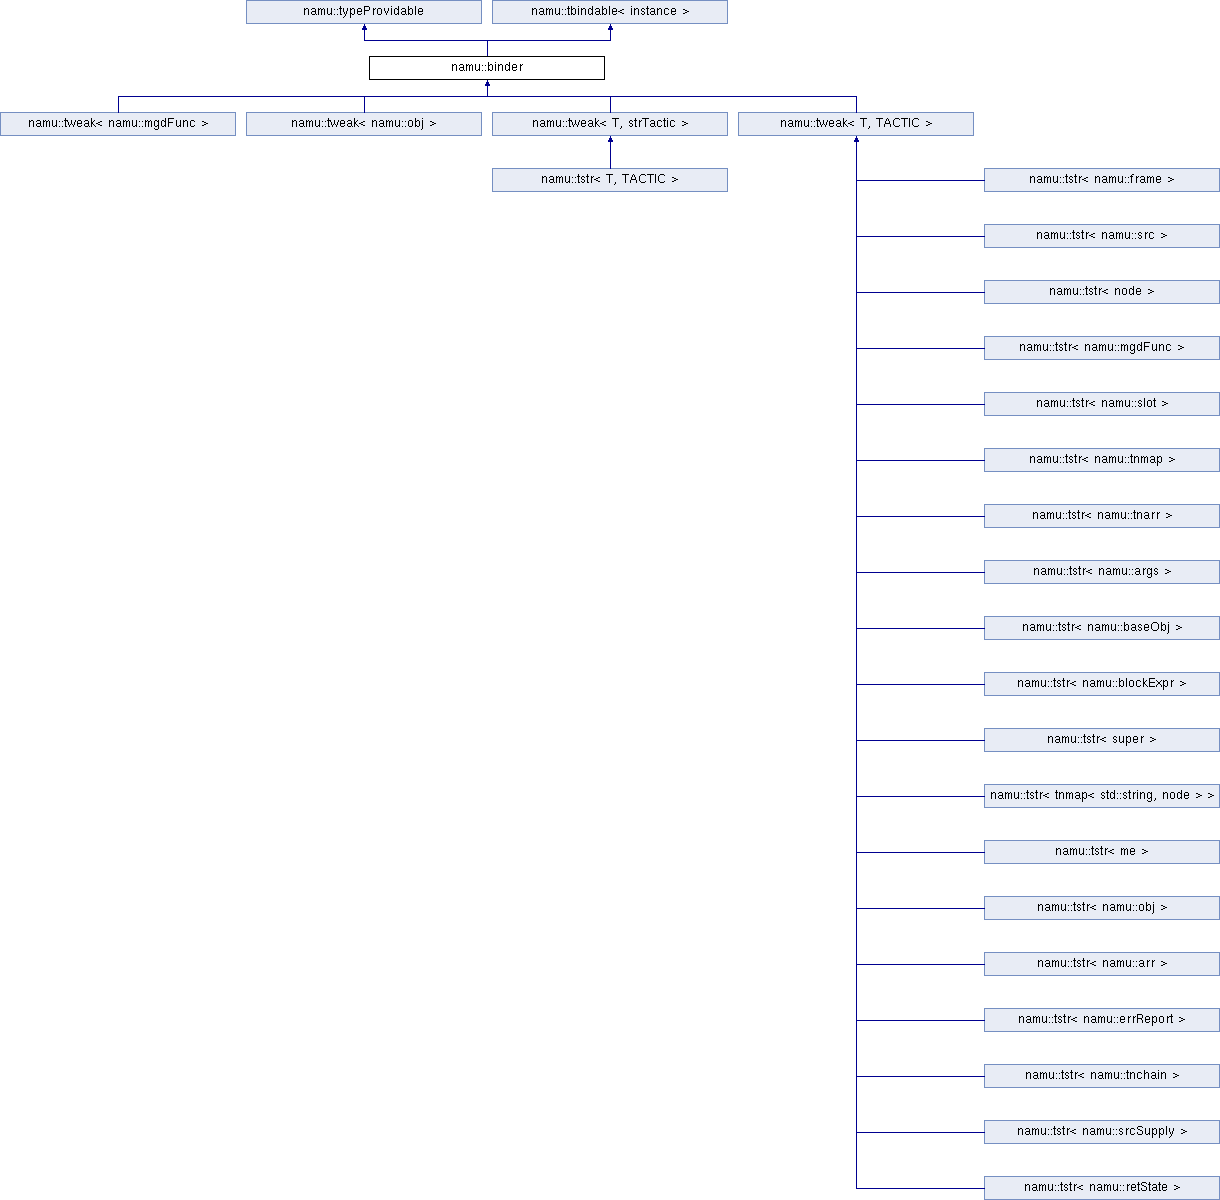 namu::typeProvidable
namu::tbindable< instance >
namu::binder
namu::tweak< namu::mgdFunc >
namu::tweak< namu::obj >
namu::tweak< T, strTactic >
namu::tweak< T, TACTIC >
namu::tstr< T, TACTIC >
namu::tstr< namu::frame >
namu::tstr< namu::src >
namu::tstr< node >
namu::tstr< namu::mgdFunc >
namu::tstr< namu::slot >
namu::tstr< namu::tnmap >
namu::tstr< namu::tnarr >
namu::tstr< namu::args >
namu::tstr< namu::baseObj >
namu::tstr< namu::blockExpr >
namu::tstr< super >
namu::tstr< tnmap< std::string, node > >
namu::tstr< me >
namu::tstr< namu::obj >
namu::tstr< namu::arr >
namu::tstr< namu::errReport >
namu::tstr< namu::tnchain >
namu::tstr< namu::srcSupply >
namu::tstr< namu::retState >